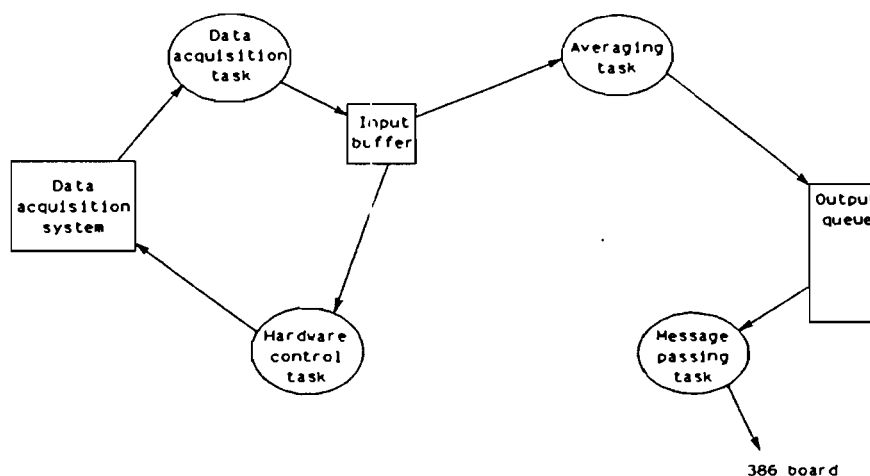 Data
acquisition
task
Averaging
task
Input
buffer
Data
acquisition
system
Output
queue
Hardware
control
task
Message
passing
task
386 board